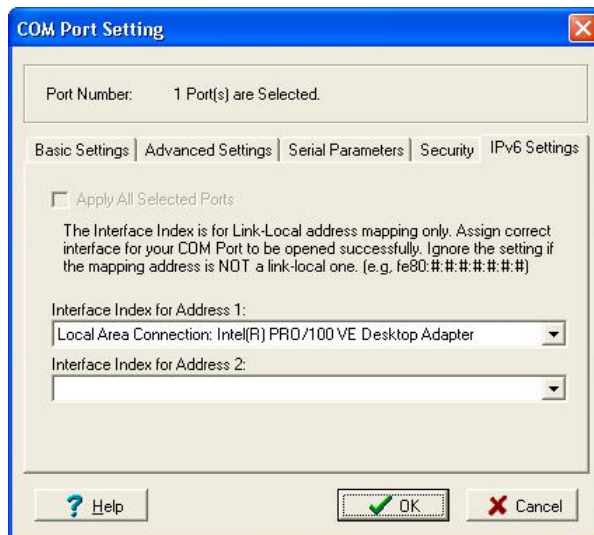 COM Port Setting
Port Number: 1 Port(s) are Selected.
Basic Settings Advanced Settings Serial Parameters Security IPv6 Settings
Apply All Selected Ports
The Interface Index is for Link-Local address mapping only. Assign correct
interface for your COM Port to be opened successfully. Ignore the setting if
the mapping address is NOT a link-local one. (e.g, fe80:#:#:#:#:#:#:#)
Interface Index for Address 1:
Local Area Connection: Intel(R) PRO/100 VE Desktop Adapter
Interface Index for Address 2:
? Help OK Cancel